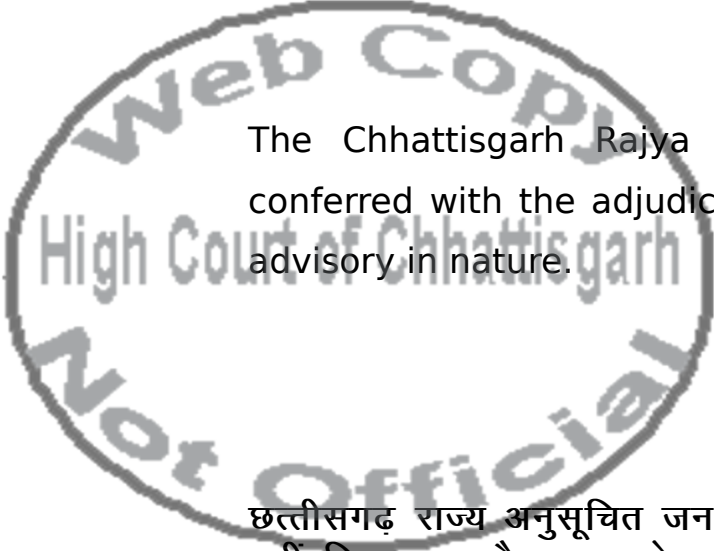 Web Copy
The Chhattisgarh Rajya
conferred with the adjudic
High Court of Chhattisgarh
advisory in nature.
Not Official
छत्तीसगढ़ राज्य अनुसूचित जन